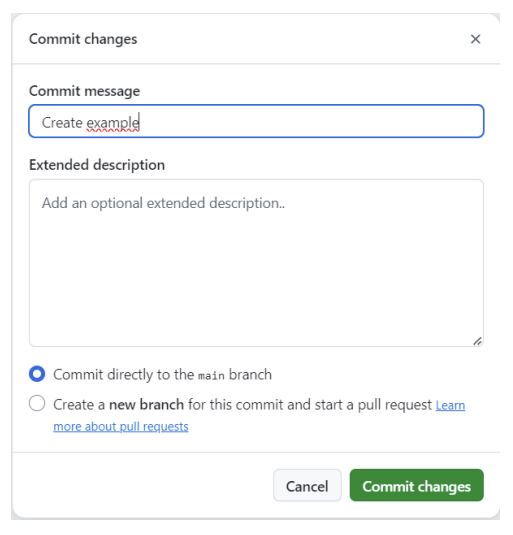 Commit changes
Commit message
Create example
Extended description
Add an optional extended description..
Commit directly to the main branch
Create a new branch for this commit and start a pull request Learn
more about pull requests
Cancel
Commit changes